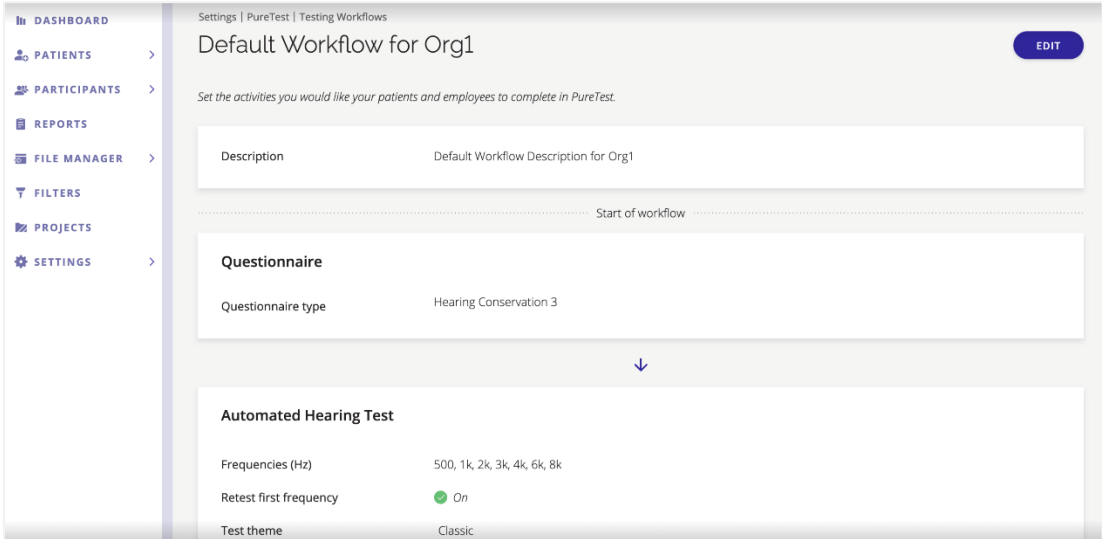 DASHBOARD
PATIENTS
PARTICIPANTS
REPORTS
FILE MANAGER
FILTERS
PROJECTS
SETTINGS
Settings | PureTest | Testing Workflows
Default Workflow for Org1
EDIT
Set the activities you would like your patients and employees to complete in PureTest.
Description Default Workflow Description for Org1
Start of workflow
Questionnaire
Questionnaire type Hearing Conservation 3
Automated Hearing Test
Frequencies (Hz) 500, 1k, 2k, 3k, 4k, 6k, 8k
Retest first frequency On
Test theme Classic